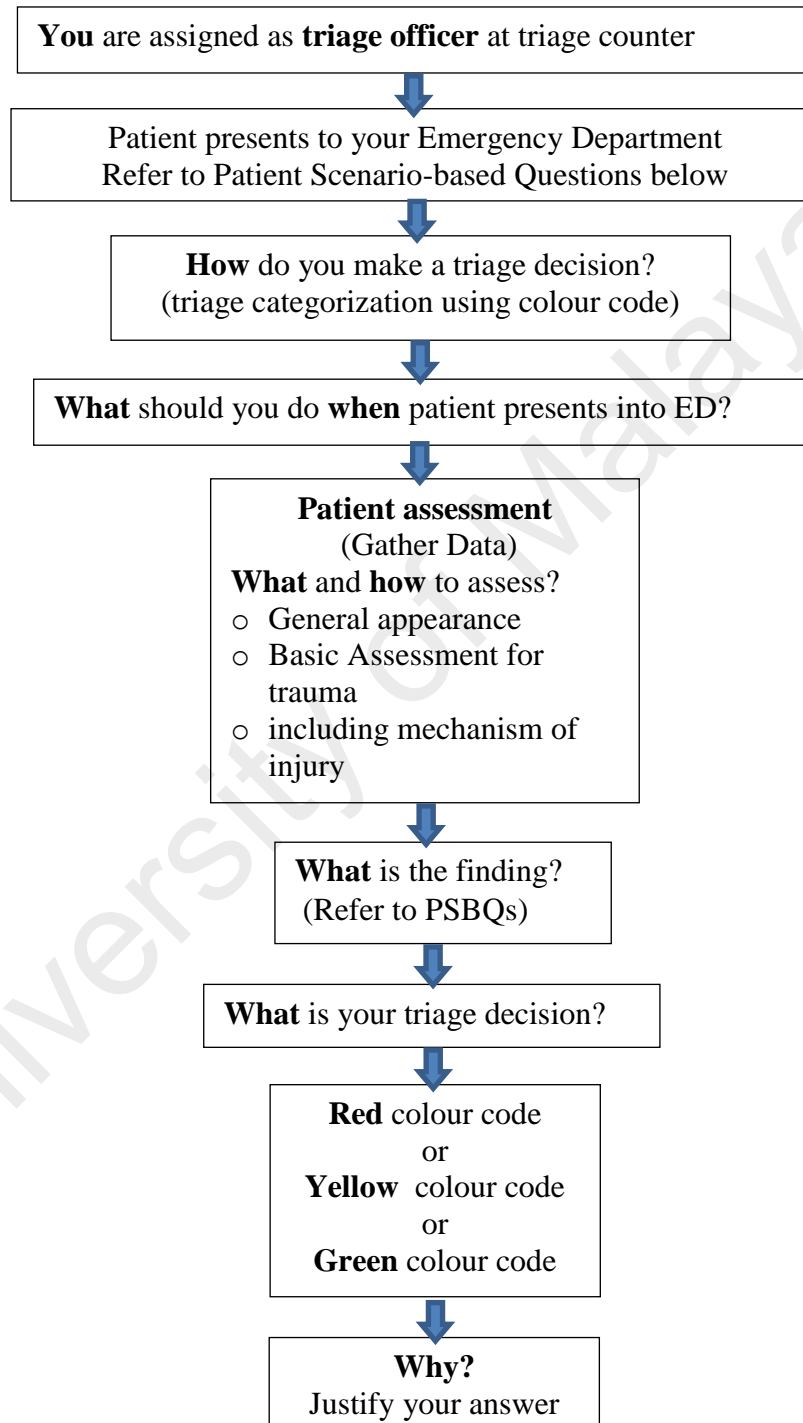 You are assigned as triage officer at triage counter
Patient presents to your Emergency Department
Refer to Patient Scenario-based Questions below
How do you make a triage decision?
(triage categorization using colour code)
What should you do when patient presents into ED?
Patient assessment
(Gather Data)
What and how to assess?
o General appearance
o Basic Assessment for
trauma
o including mechanism of
injury
What is the finding?
(Refer to PSBQs)
What is your triage decision?
Red colour code
or
Yellow colour code
or
Green colour code
Why?
Justify your answer
University of Malaya